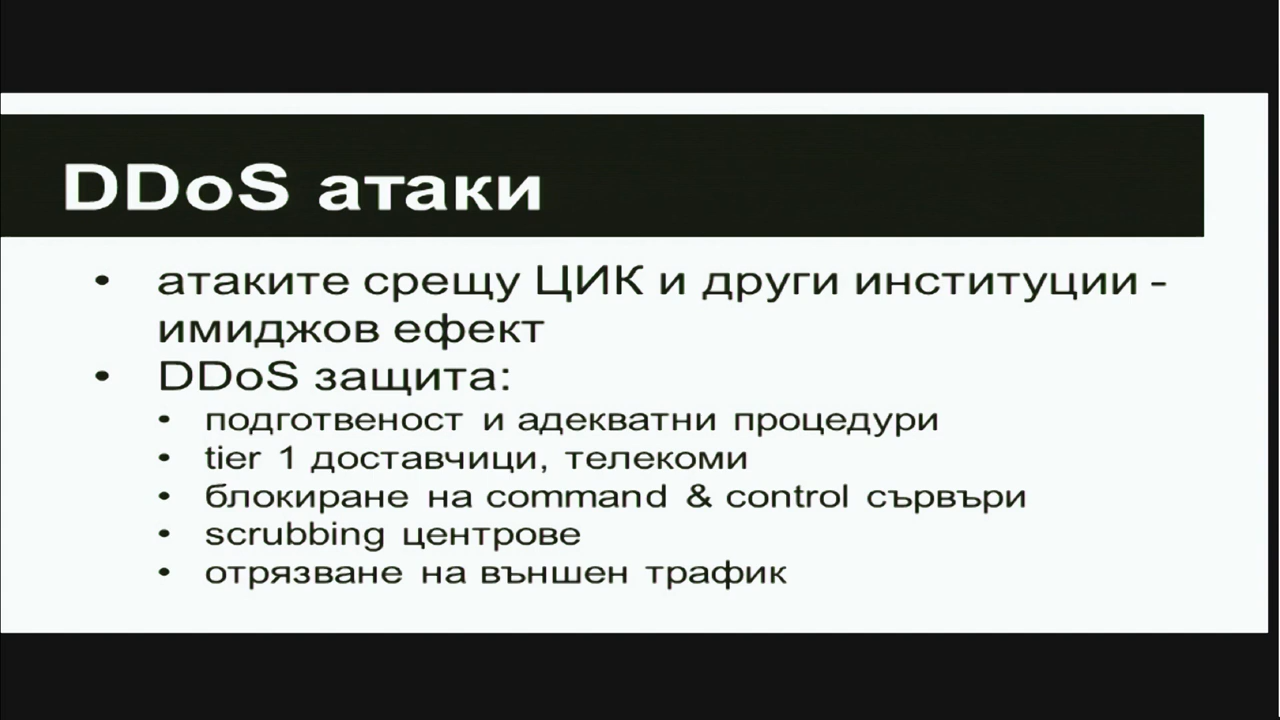 DDoS атаки
• атаките срещу ЦИК и други институции -
имиджов ефект
• DDoS защита:
• подготвеност и адекватни процедури
• tier 1 доставчици, телекоми
• блокиране на command & control сървъри
• scrubbing центрове
• отрязване на външен трафик